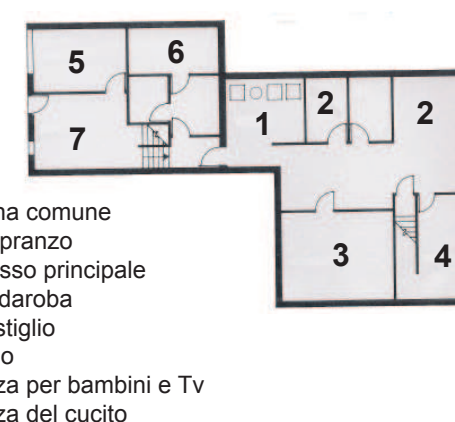 5
6
2
2
1
7
3
4
na comune
pranzo
sso principale
daroba
stiglio
o
za per bambini e Tv
za del cucito